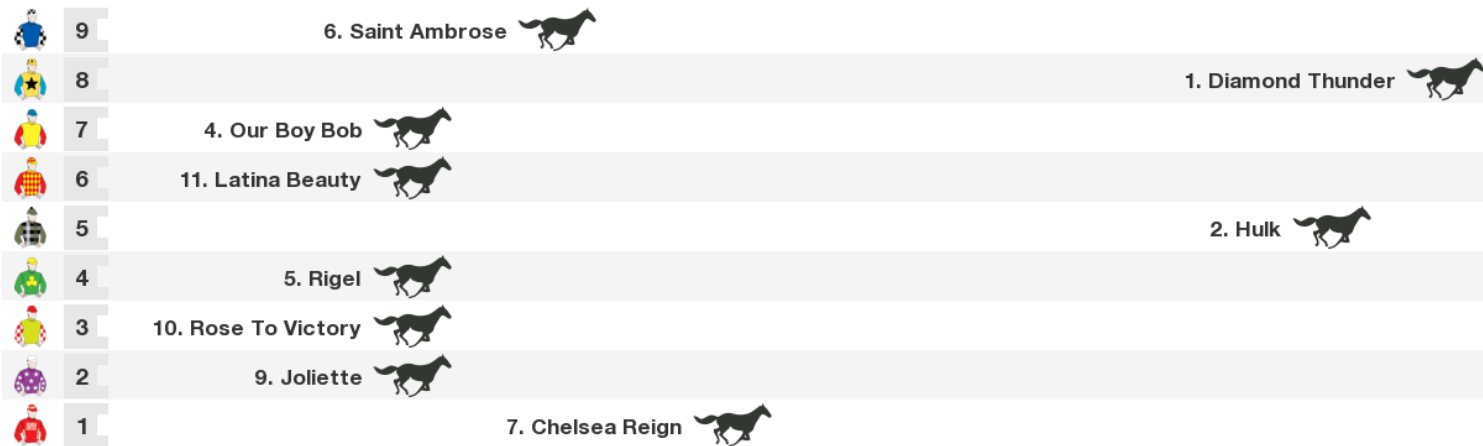 9 6. Saint Ambrose
8 1. Diamond Thunder
7 4. Our Boy Bob
6 11. Latina Beauty
5 2. Hulk
4 5. Rigel
3 10. Rose To Victory
2 9. Joliette
1 7. Chelsea Reign